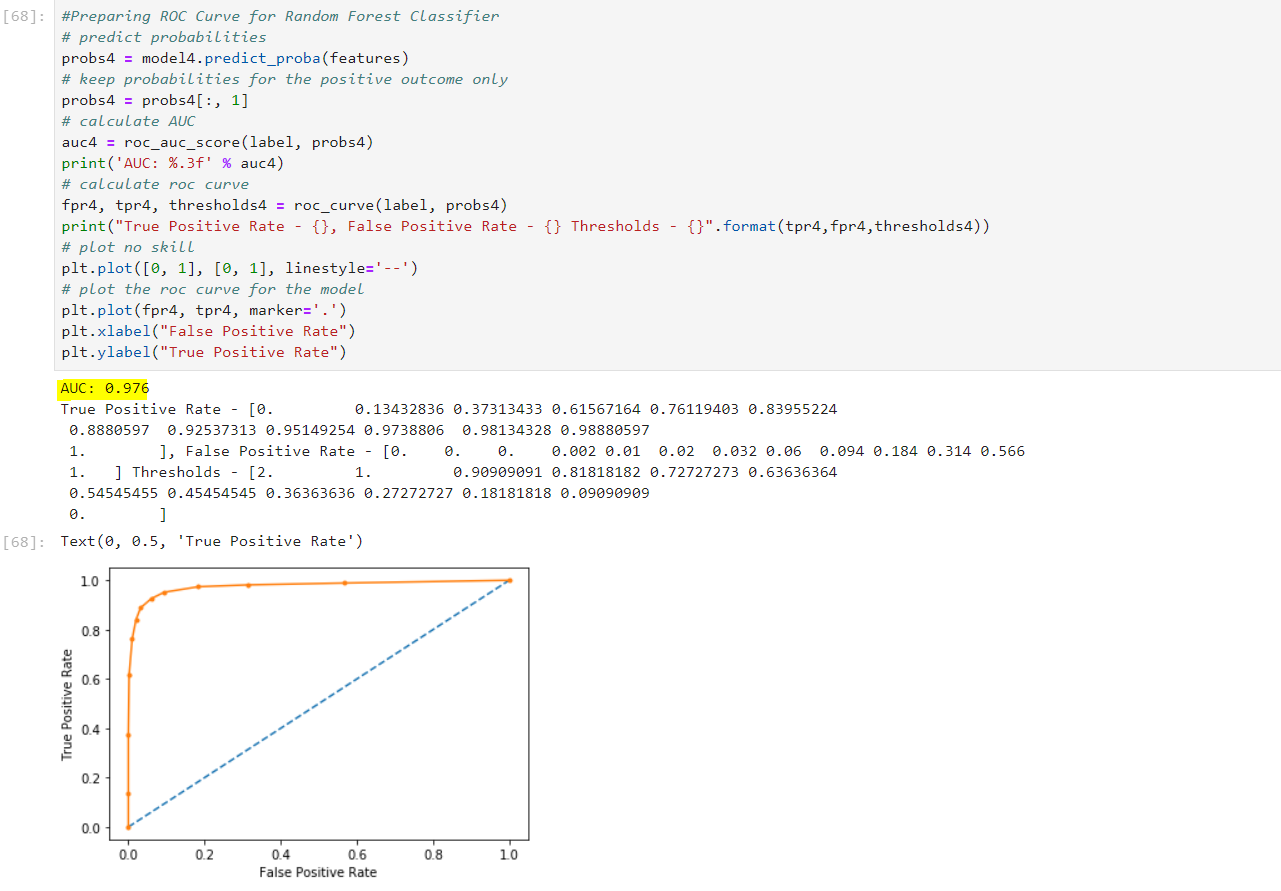 [68]: #Preparing ROC Curve for Random Forest Classifier
# predict probabilities
probs4 = model4.predict_proba(features)
# keep probabilities for the positive outcome only
probs4 = probs4[:, 1]
# calculate AUC
auc4 = roc_auc_score(label, probs4)
print('AUC: %.3f' % auc4)
# calculate roc curve
fpr4, tpr4, thresholds4 = roc_curve(label, probs4)
print("True Positive Rate - {}, False Positive Rate - {} Thresholds - {}".format(tpr4,fpr4,thresholds4))
# plot no skill
plt.plot([0, 1], [0, 1], linestyle='--')
# plot the roc curve for the model
plt.plot(fpr4, tpr4, marker='.')
plt.xlabel("False Positive Rate")
plt.ylabel("True Positive Rate")
AUC: 0.976
True Positive Rate - [0.         0.13432836 0.37313433 0.61567164 0.76119403 0.83955224
 0.8880597  0.92537313 0.95149254 0.9738806  0.98134328 0.98880597
 1.        ], False Positive Rate - [0.    0.    0.    0.002 0.01  0.02  0.032 0.06  0.094 0.184 0.314 0.566
 1.   ] Thresholds - [2.         1.         0.90909091 0.81818182 0.72727273 0.63636364
 0.54545455 0.45454545 0.36363636 0.27272727 0.18181818 0.09090909
 0.        ]
[68]: Text(0, 0.5, 'True Positive Rate')
1.0
0.8
0.6
0.4
0.2
0.0
True Positive Rate
0.0 0.2 0.4 0.6 0.8 1.0
False Positive Rate